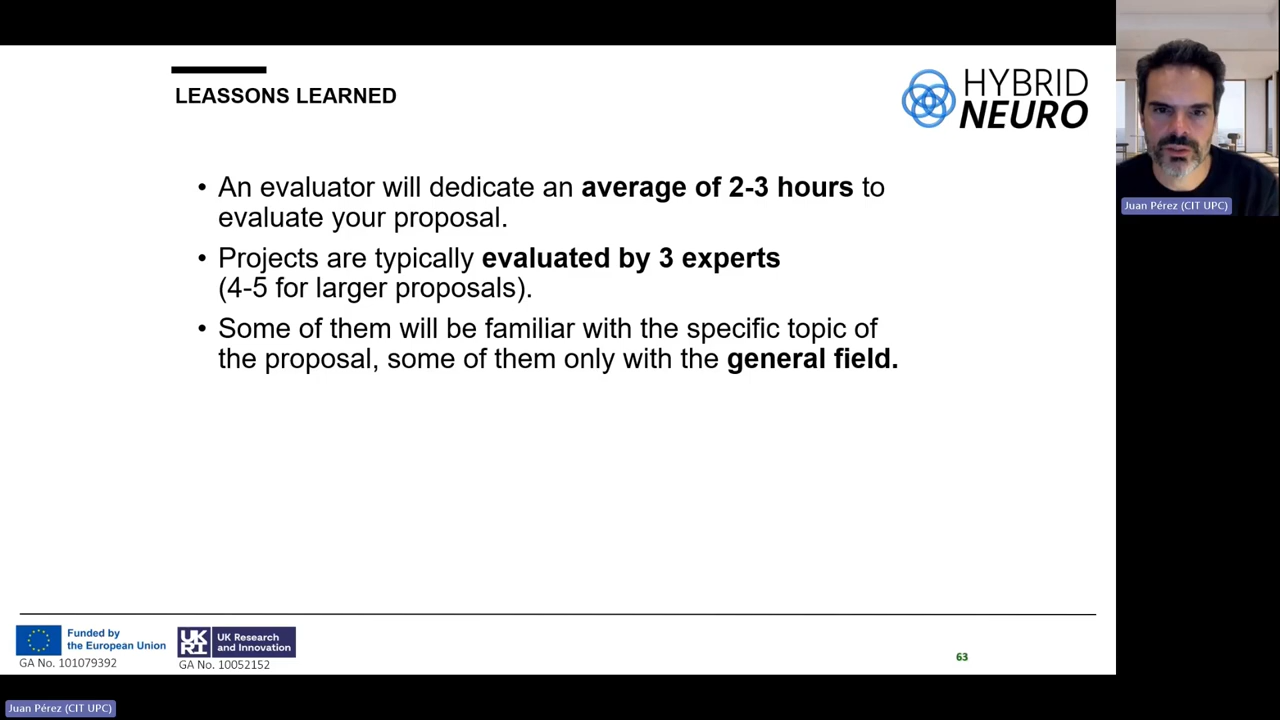 LEASSONS LEARNED
HYBRID
NEURO
• An evaluator will dedicate an average of 2-3 hours to
evaluate your proposal.
• Projects are typically evaluated by 3 experts
(4-5 for larger proposals).
• Some of them will be familiar with the specific topic of
the proposal, some of them only with the general field.
Juan Pérez (CIT UPC)
Funded by
the European Union
GA No. 101079392
UK
RI
UK Research
and Innovation
GA No. 10052152
63
Juan Pérez (CIT UPC)